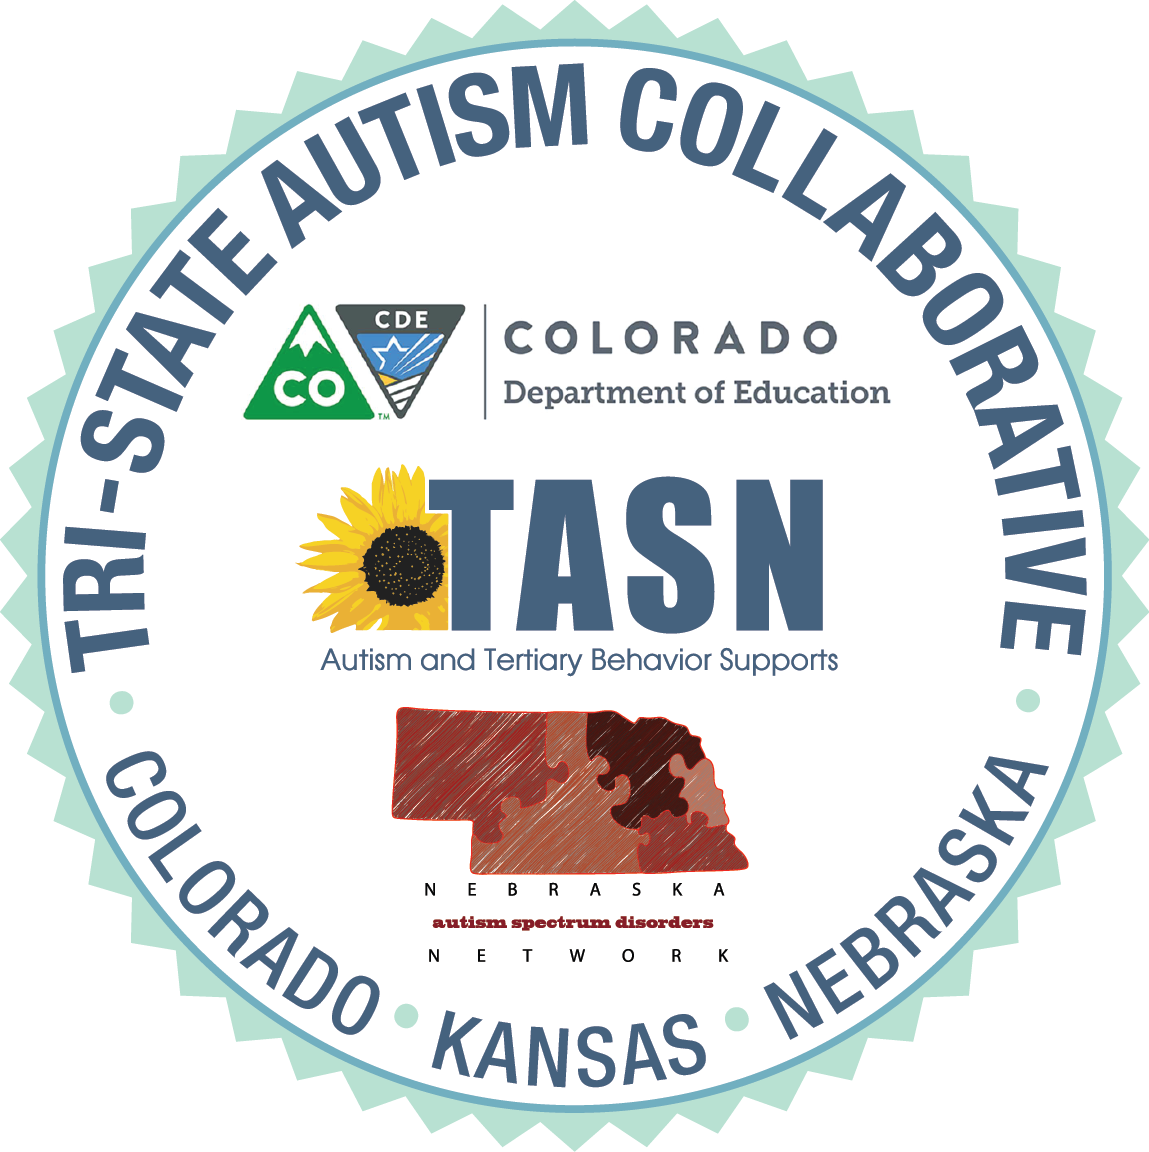 TRI-STATE AUTISM COLLABORATIVE
CDE
CO
TM
COLORADO
Department of Education
TASN
Autism and Tertiary Behavior Supports
NEBRASKA
autism spectrum disorders
NETWORK
• COLORADO • KANSAS • NEBRASKA •